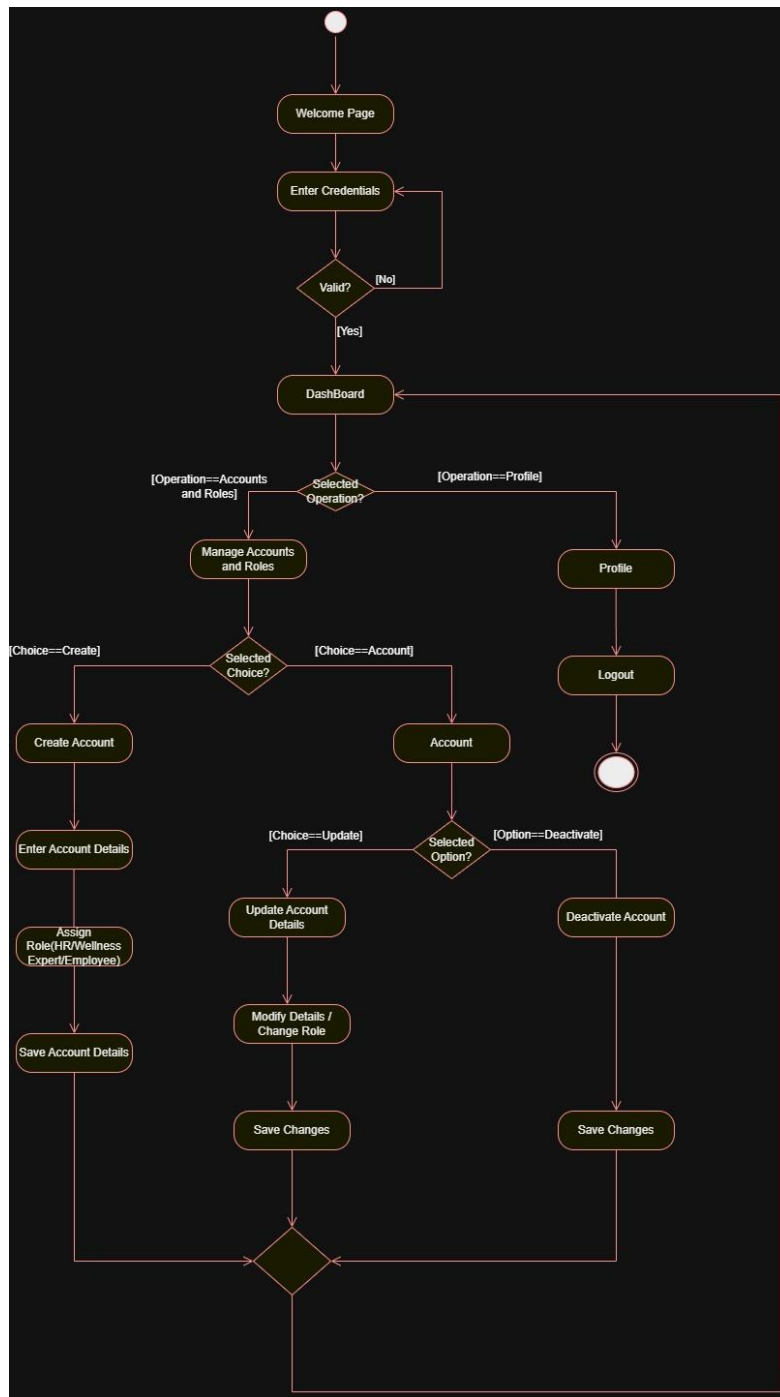 Welcome Page
Enter Credentials
Valid?
[No]
[Yes]
DashBoard
[Operation==Accounts
and Roles]
Selected
Operation?
[Operation==Profile]
Manage Accounts
and Roles
Profile
[Choice==Create]
Selected
Choice?
[Choice==Account]
Logout
Create Account
Account
Enter Account Details
[Choice==Update]
Selected
Option?
[Option==Deactivate]
Update Account
Details
Deactivate Account
Assign
Role(HR/Wellness
Expert/Employee)
Modify Details /
Change Role
Save Account Details
Save Changes
Save Changes